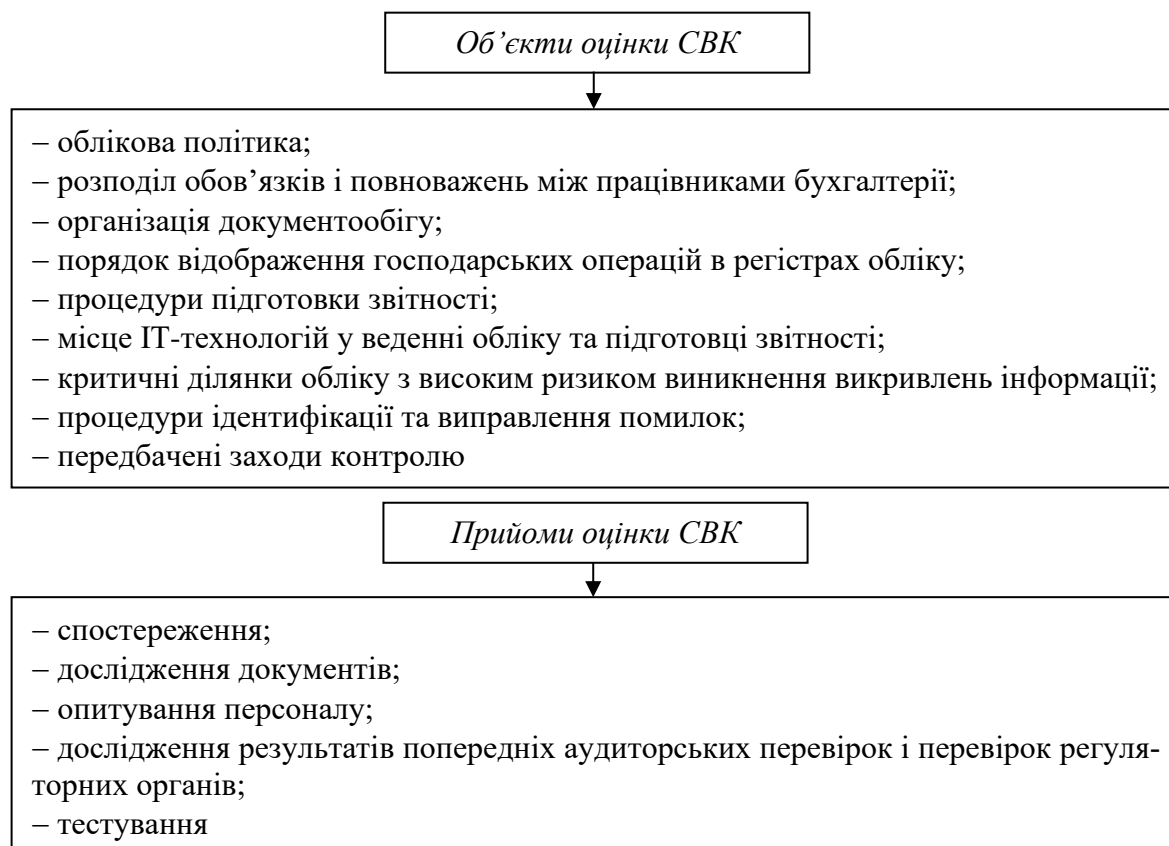 Об’єкти оцінки СВК
− облікова політика;
− розподіл обов’язків і повноважень між працівниками бухгалтерії;
− організація документообігу;
− порядок відображення господарських операцій в регістрах обліку;
− процедури підготовки звітності;
− місце ІТ-технологій у веденні обліку та підготовці звітності;
− критичні ділянки обліку з високим ризиком виникнення викривлень інформації;
− процедури ідентифікації та виправлення помилок;
− передбачені заходи контролю
Прийоми оцінки СВК
− спостереження;
− дослідження документів;
− опитування персоналу;
− дослідження результатів попередніх аудиторських перевірок і перевірок регуля-
торних органів;
− тестування